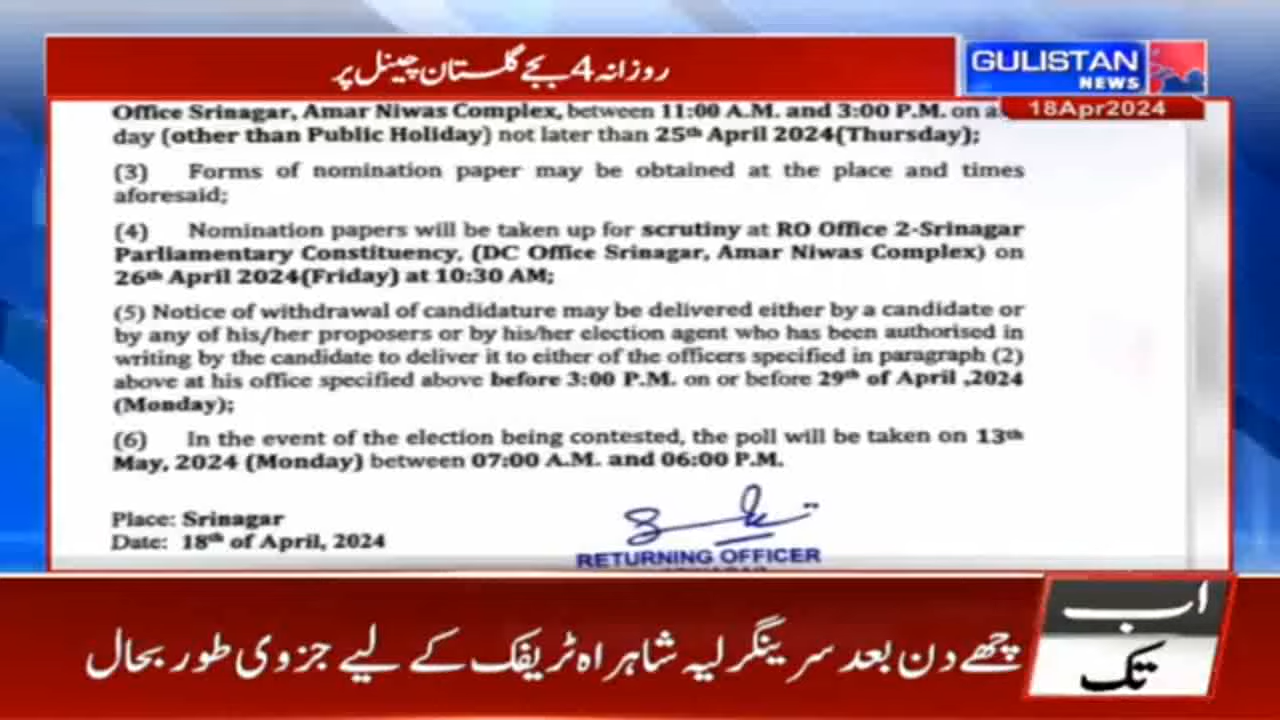 روزانہ 4 بجے گلستان چینل پر
GULISTAN
NEWS
18Apr2024
Office Srinagar, Amar Niwas Complex, between 11:00 A.M. and 3:00 P.M. on a
day (other than Public Holiday) not later than 25th April 2024(Thursday);
(3) Forms of nomination paper may be obtained at the place and times
aforesaid;
(4) Nomination papers will be taken up for scrutiny at RO Office 2-Srinagar
Parliamentary Constituency, (DC Office Srinagar, Amar Niwas Complex) on
26th April 2024(Friday) at 10:30 AM;
(5) Notice of withdrawal of candidature may be delivered either by a candidate or
by any of his/her proposers or by his/her election agent who has been authorised in
writing by the candidate to deliver it to either of the officers specified in paragraph (2)
above at his office specified above before 3:00 P.M. on or before 29th of April ,2024
(Monday);
(6) In the event of the election being contested, the poll will be taken on 13th
May, 2024 (Monday) between 07:00 A.M. and 06:00 P.M.
Place: Srinagar
Date: 18th of April, 2024
RETURNING OFFICER
اب
تک
چھے دن بعد سرینگر لیہ شاہراہ ٹریفک کے لیے جزوی طور بحال